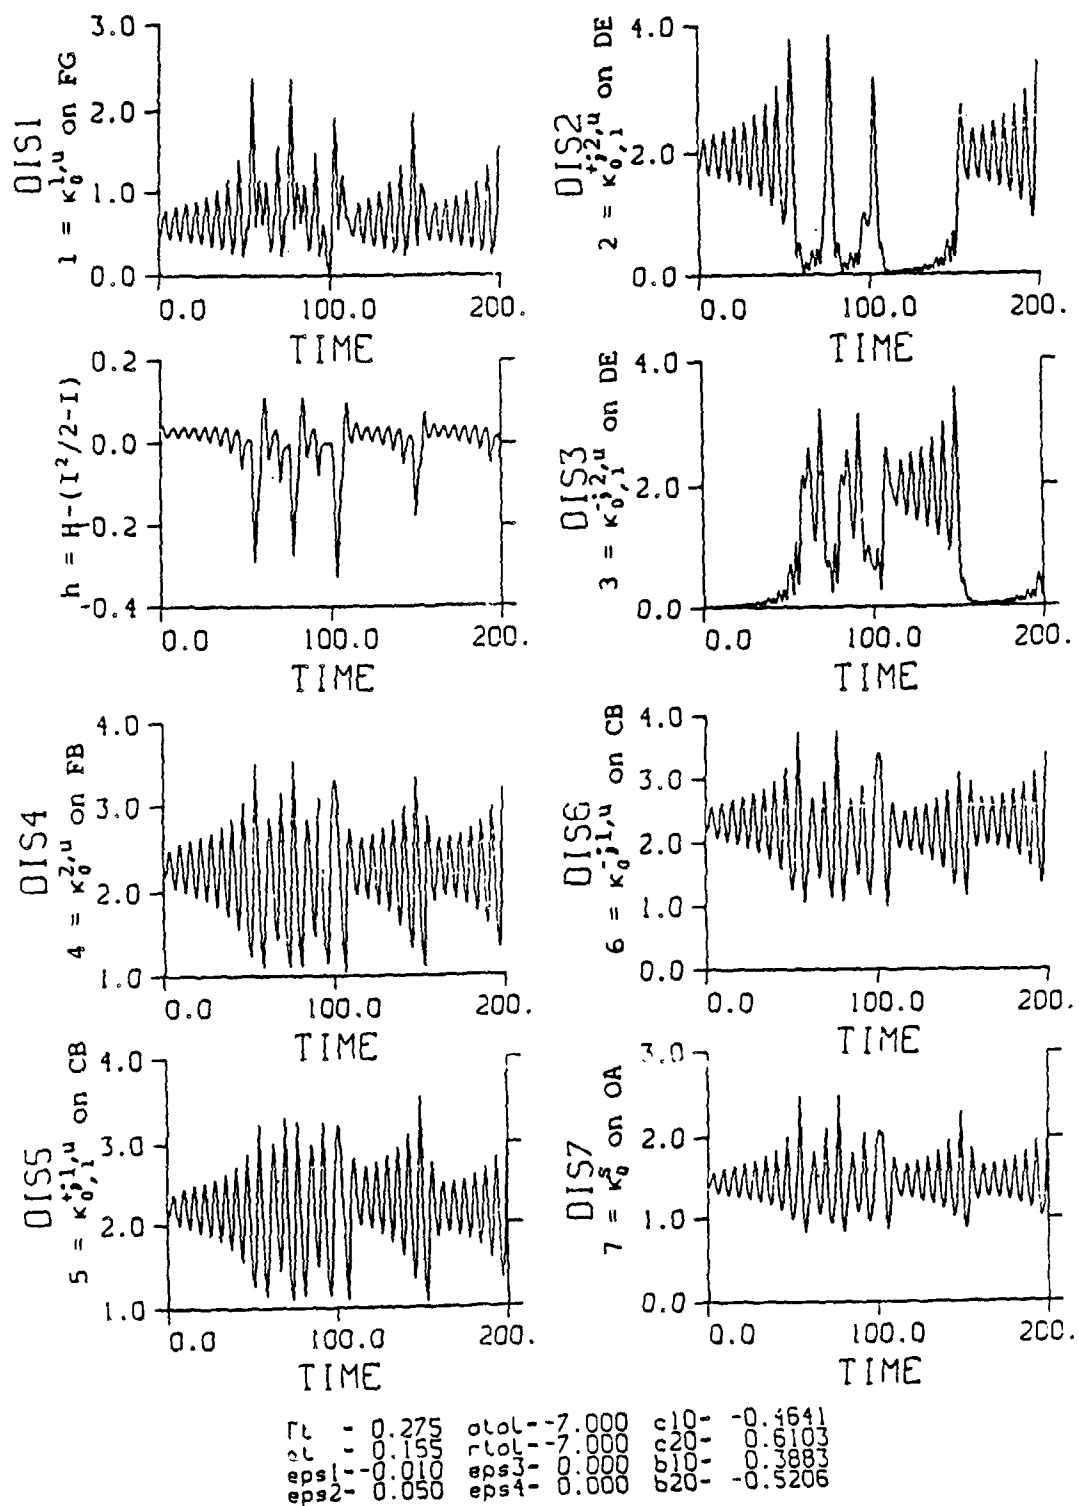 3.0
2.0
1.0
0.0
DIS1
1 = κ₀^{1,u} on FG
0.0 100.0 200.
TIME
4.0
2.0
0.0
DIS2
2 = κ_{0,1}^{+;2,u} on DE
0.0 100.0 200.
TIME
0.2
0.0
-0.2
-0.4
h = H-(I²/2-I)
0.0 100.0 200.
TIME
4.0
2.0
0.0
DIS3
3 = κ_{0,1}^{-;2,u} on DE
0.0 100.0 200.
TIME
4.0
3.0
2.0
1.0
DIS4
4 = κ₀^{2,u} on FB
0.0 100.0 200.
TIME
4.0
3.0
2.0
1.0
0.0
DIS6
6 = κ₀^{-;1,u} on CB
0.0 100.0 200.
TIME
4.0
3.0
2.0
1.0
DIS5
5 = κ_{0,1}^{+;1,u} on CB
0.0 100.0 200.
TIME
3.0
2.0
1.0
0.0
DIS7
7 = κ₀^{s} on OA
0.0 100.0 200.
TIME
- 0.275 atol--7.000 c10- -0.4641
- 0.155 rtol--7.000 c20- 0.6103
eps1--0.010 eps3- 0.000 b10- 0.3883
eps2- 0.050 eps4- 0.000 b20- -0.5206